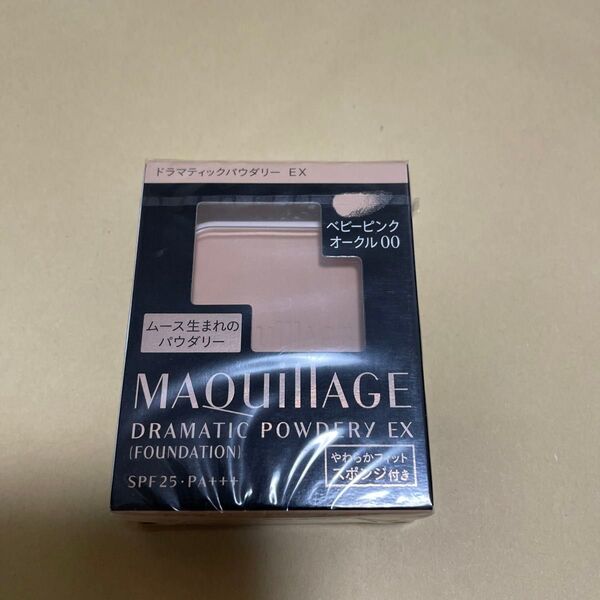 ドラマティックパウダリー EX
ベビーピンク
オークル00
ムース生まれの
パウダリー
MAQuillAGE
DRAMATIC POWDERY EX
(FOUNDATION)
やわらかフィット
スポンジ付き
SPF25・PA+++